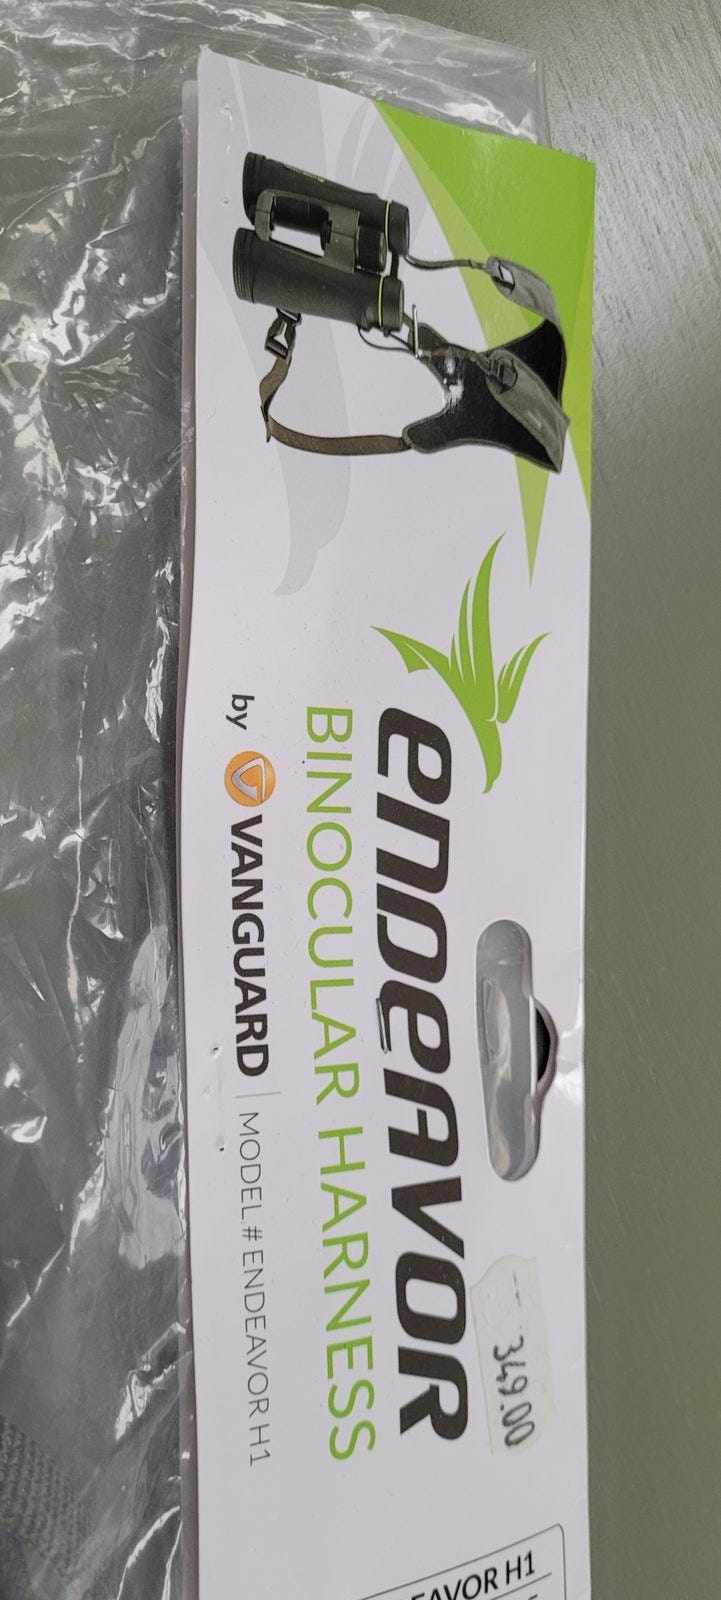 349.00
ENDEAVOR
BINOCULAR HARNESS
by VANGUARD | MODEL # ENDEAVOR H1
EAVOR H1